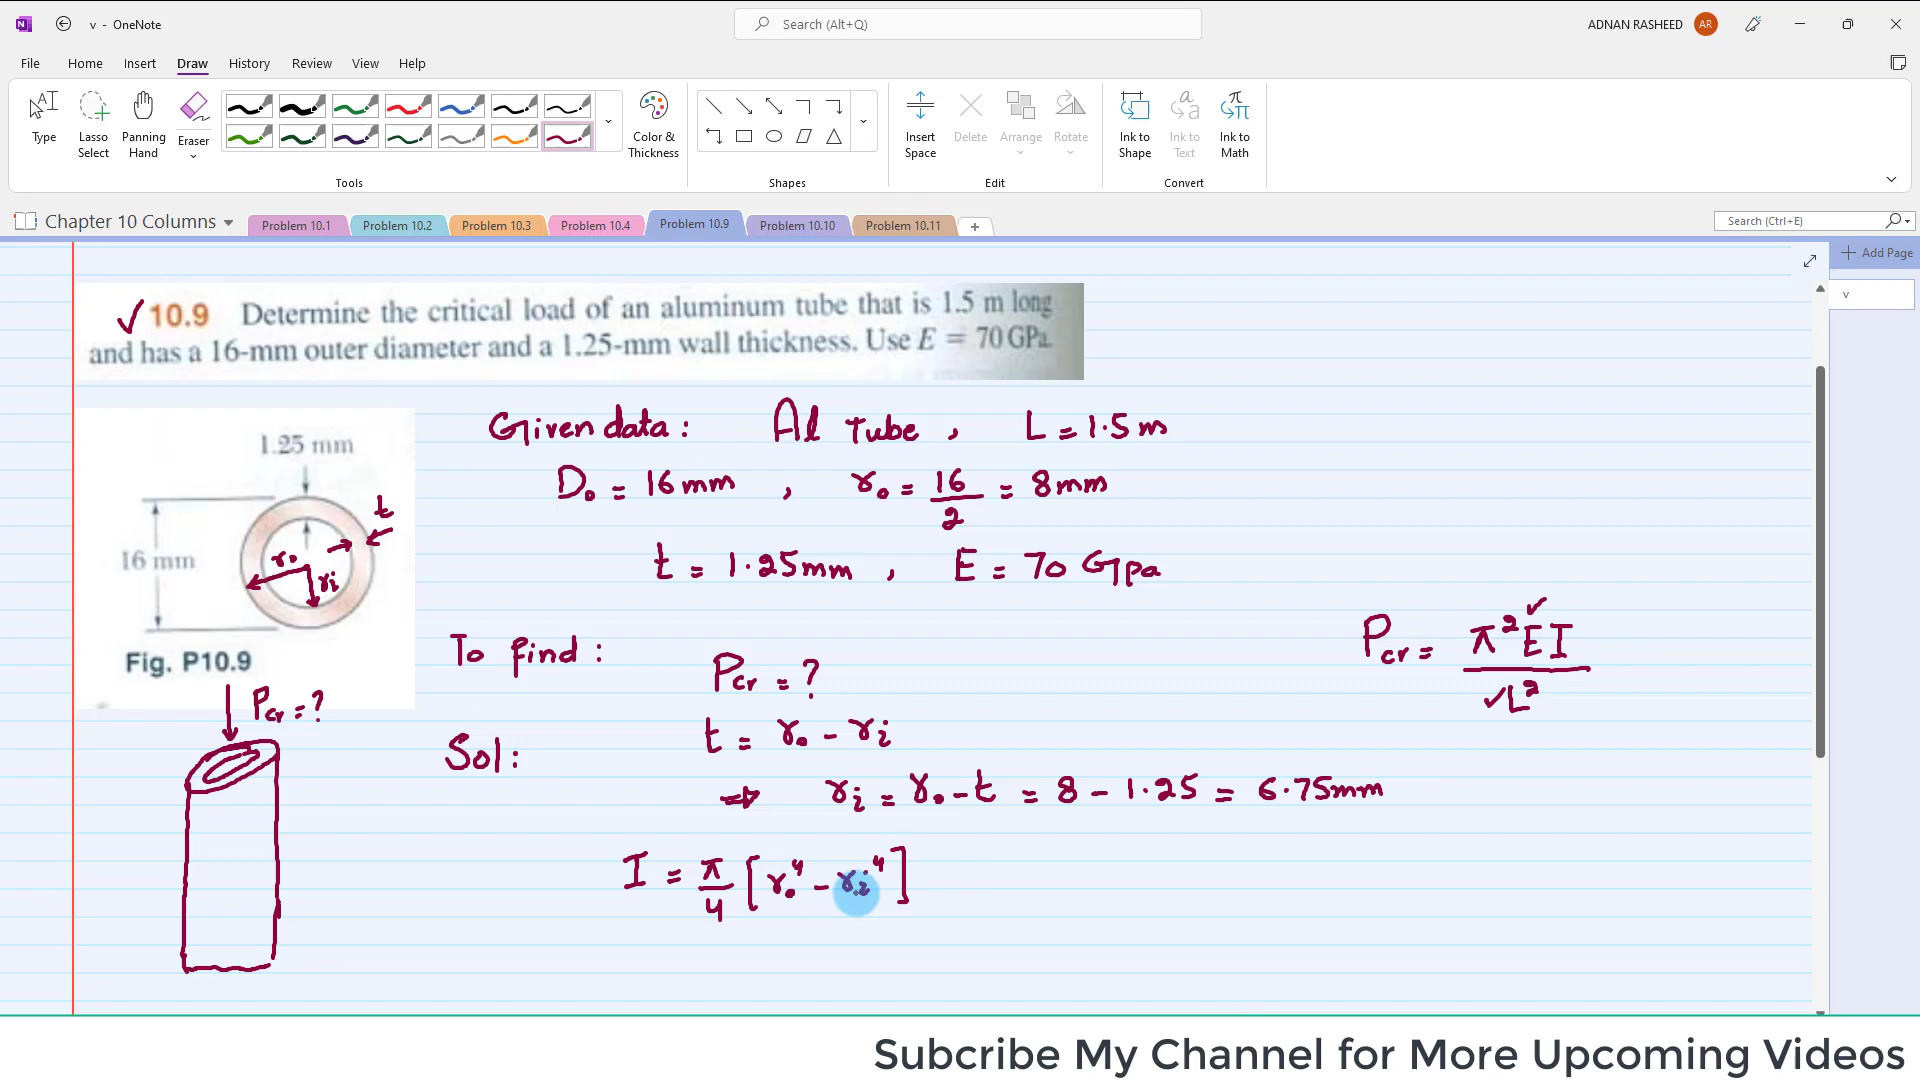 v - OneNote
Search (Alt+Q)
ADNAN RASHEED AR
File Home Insert Draw History Review View Help
Type
Lasso Select
Panning Hand
Eraser
Color & Thickness
Insert Space
Delete
Arrange
Rotate
Ink to Shape
Ink to Text
Ink to Math
Tools Shapes Edit Convert
Chapter 10 Columns Problem 10.1 Problem 10.2 Problem 10.3 Problem 10.4 Problem 10.9 Problem 10.10 Problem 10.11 +
Search (Ctrl+E)
Add Page
v
✓ 10.9 Determine the critical load of an aluminum tube that is 1.5 m long
and has a 16-mm outer diameter and a 1.25-mm wall thickness. Use E = 70 GPa.
1.25 mm
t
16 mm
r₀
rᵢ
Fig. P10.9
Pcr = ?
Given data: Al Tube, L = 1.5 m
D₀ = 16 mm, r₀ = 16/2 = 8 mm
t = 1.25 mm, E = 70 Gpa
To find: Pcr = ?
Pcr = π² E I / L²
Sol: t = r₀ - rᵢ
⇒ rᵢ = r₀ - t = 8 - 1.25 = 6.75 mm
I = π/4 [r₀⁴ - rᵢ⁴]
Subcribe My Channel for More Upcoming Videos